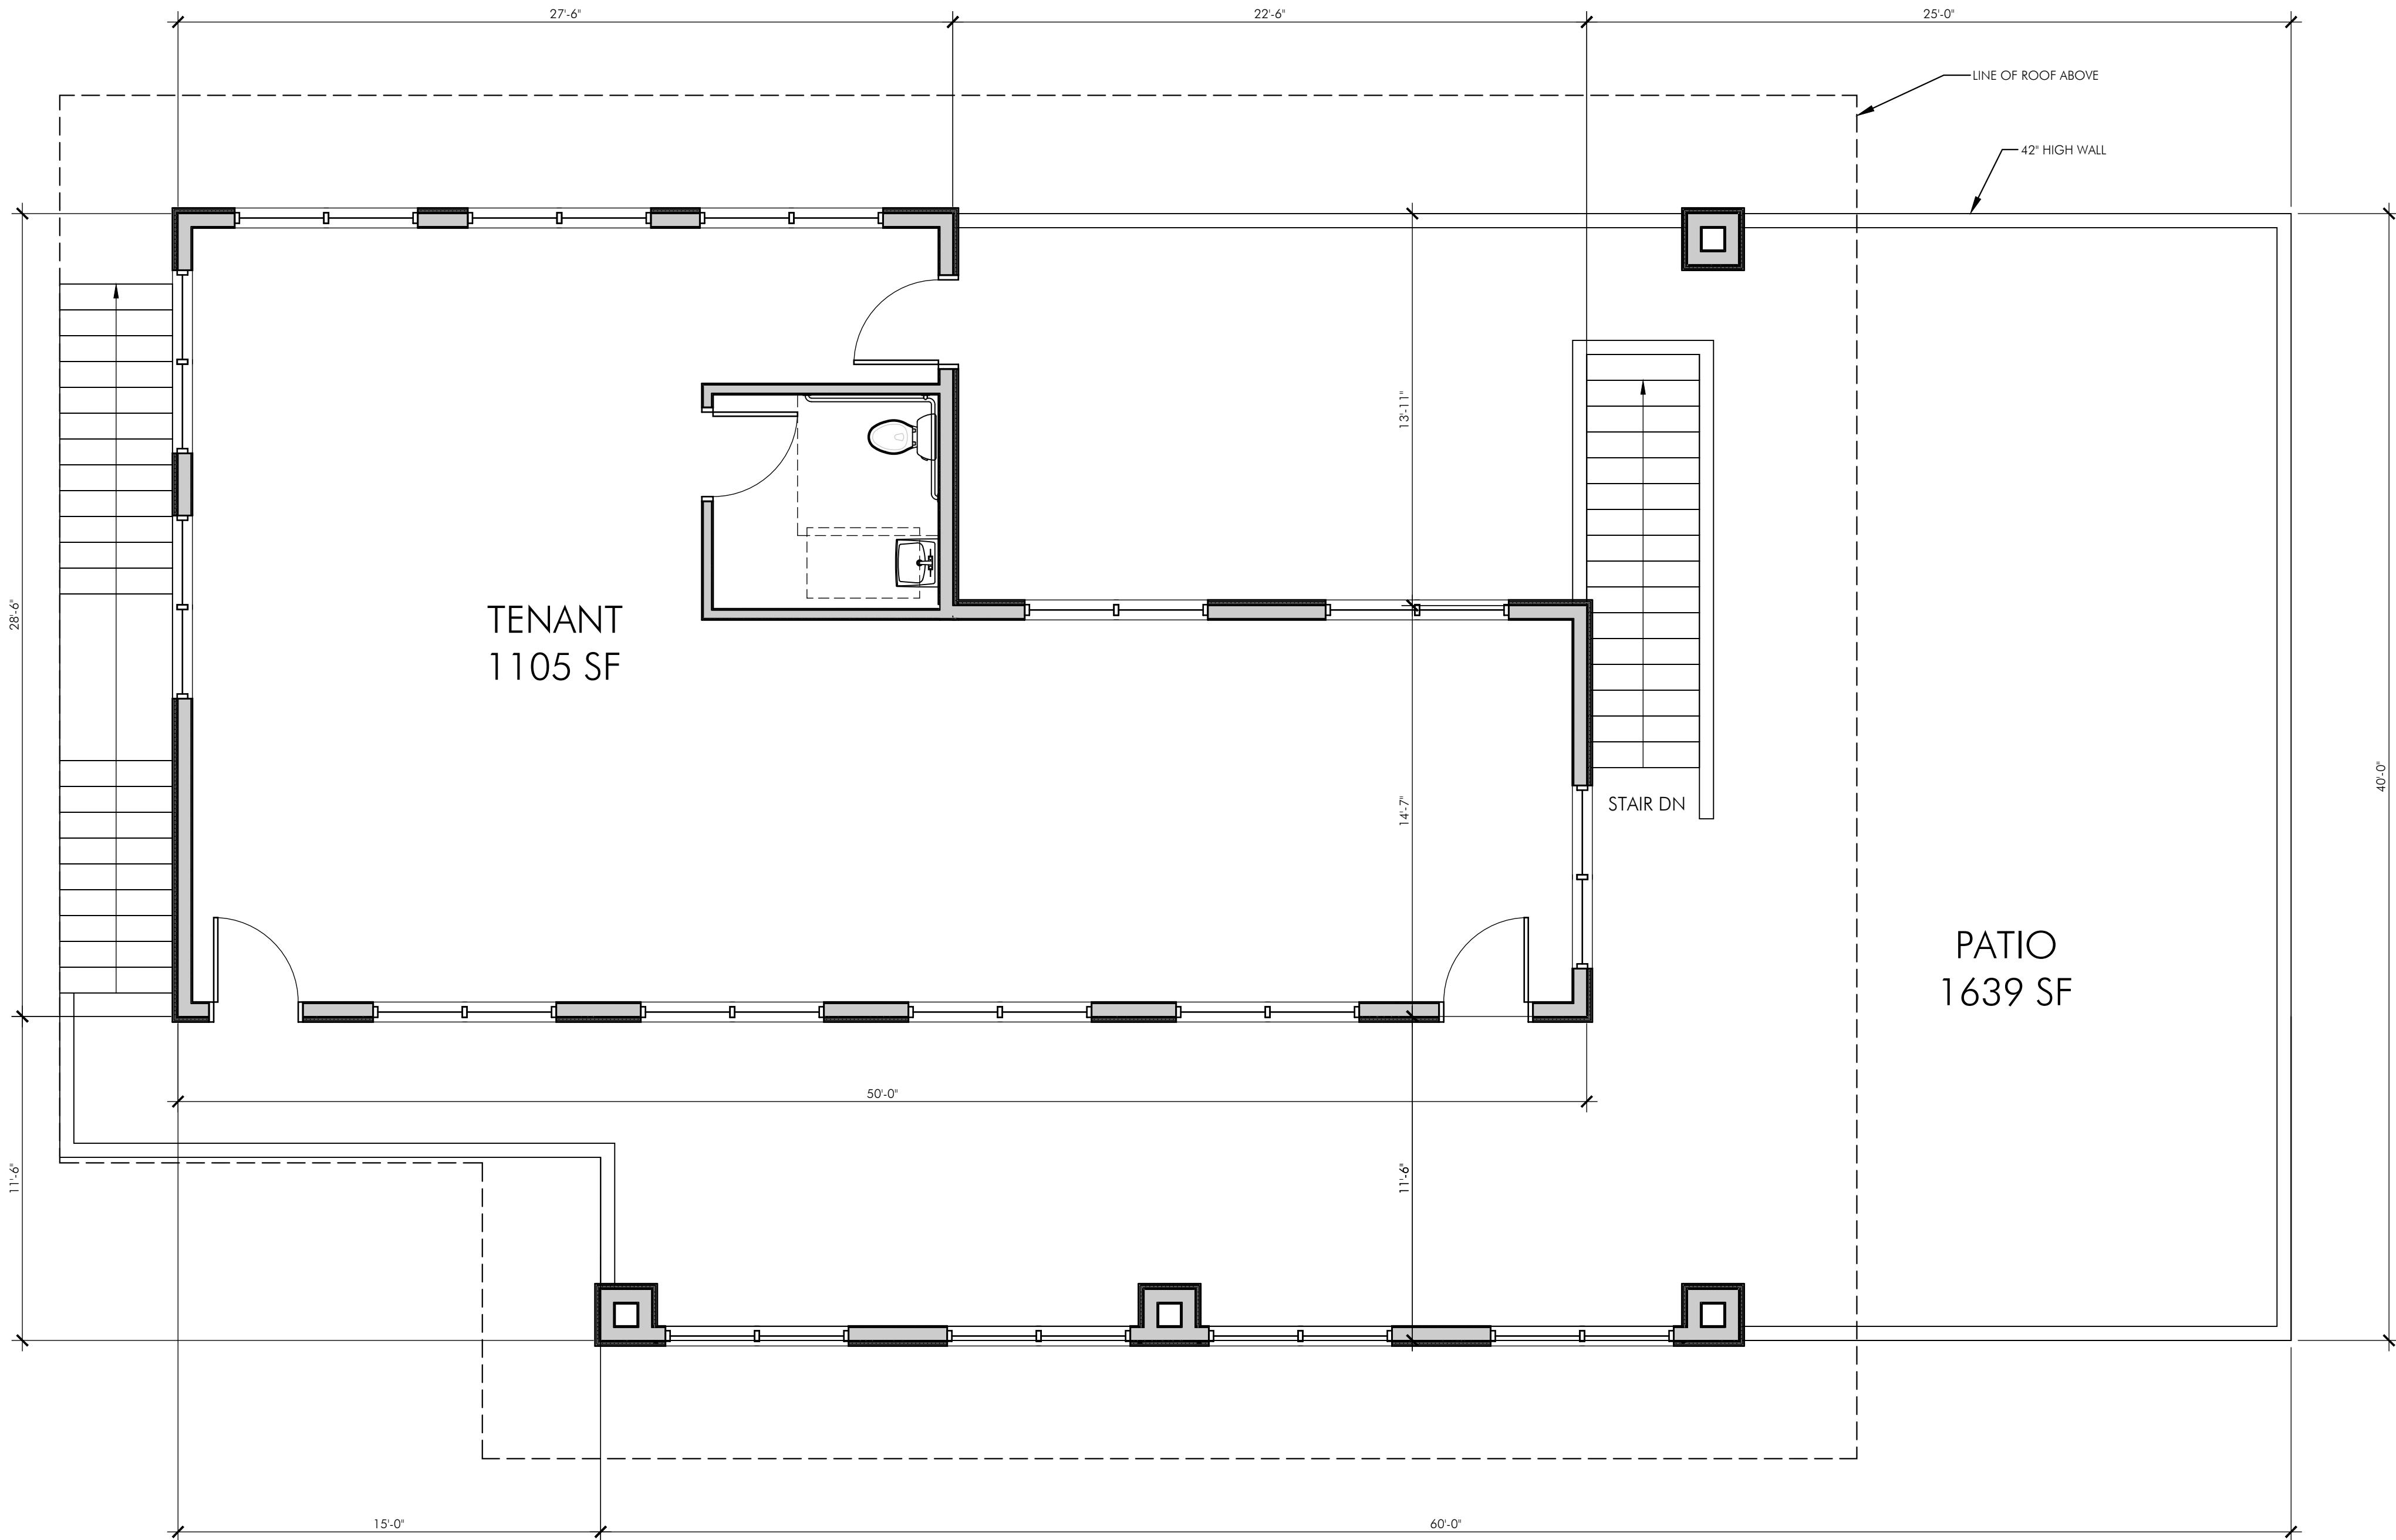 27'-6"
22'-6"
25'-0"
LINE OF ROOF ABOVE
42" HIGH WALL
13'-11"
28'-6"
TENANT
1105 SF
40'-0"
14'-7"
STAIR DN
PATIO
1639 SF
50'-0"
11'-6"
11'-6"
15'-0"
60'-0"